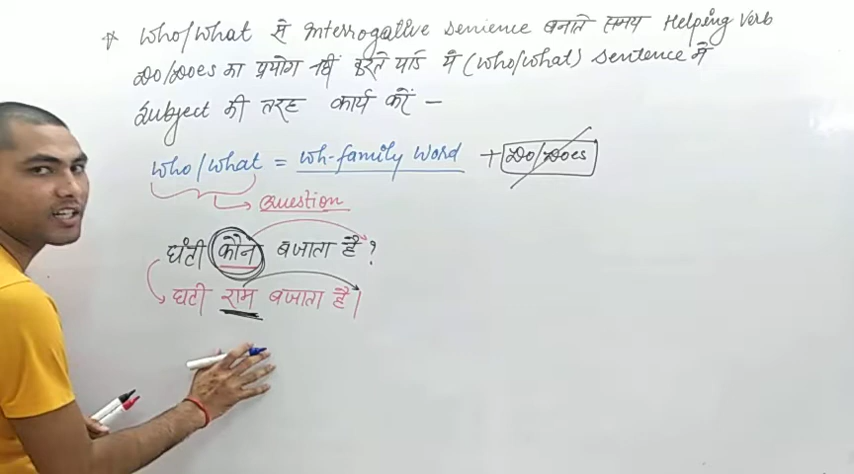 * Who/What से Interrogative Senience बनाते समय Helping Verb
Do/Does का प्रयोग नहीं करते यदि ये (Who/What) Sentence में
Subject की तरह कार्य करें -
Who/What = Wh-family Word + Do/Does
Question
घंटी कौन बजाता है ?
घंटी राम बजाता है।